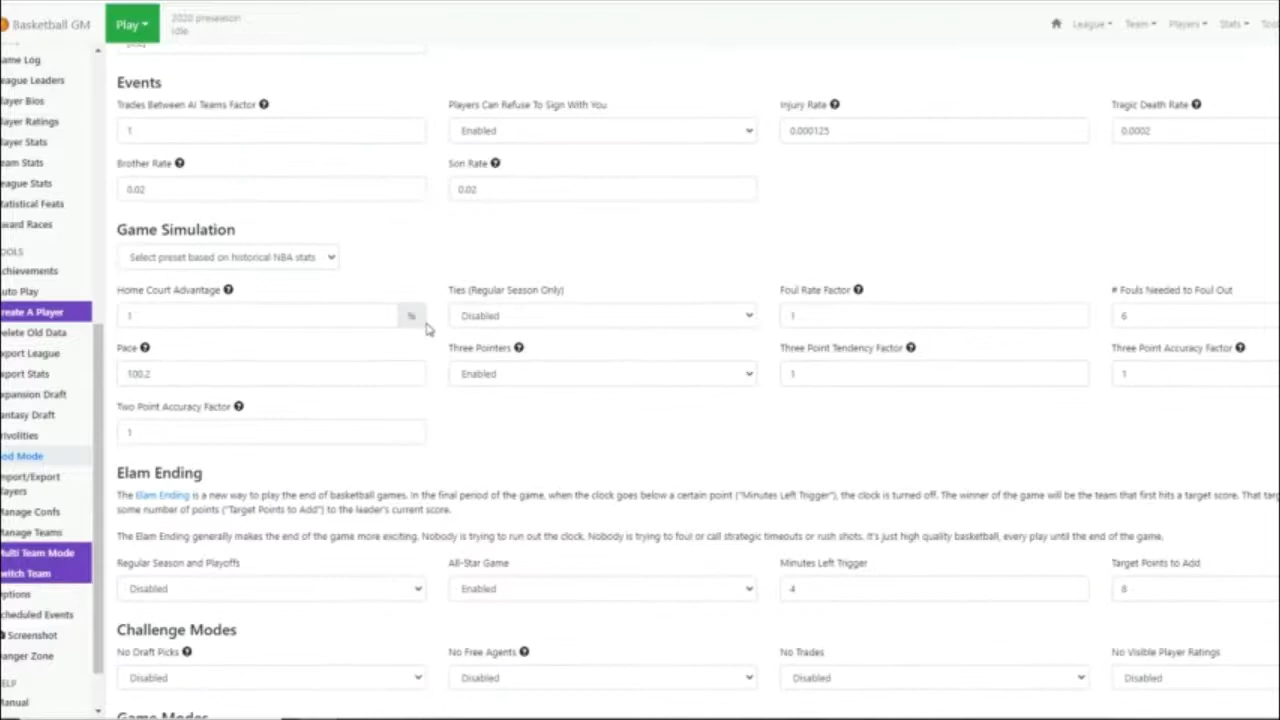 Basketball GM
Play
2020 preseason
Idle
League
Team
Players
Stats
Too
ame Log
eague Leaders
layer Bios
layer Ratings
layer Stats
eam Stats
eague Stats
tatistical Feats
ward Races
OOLS
chievements
uto Play
reate A Player
elete Old Data
xport League
xport Stats
xpansion Draft
antasy Draft
rivolities
od Mode
mport/Export
layers
anage Confs
anage Teams
ulti Team Mode
witch Team
ptions
cheduled Events
Screenshot
anger Zone
ELP
anual
Events
Trades Between AI Teams Factor
Players Can Refuse To Sign With You
Injury Rate
Tragic Death Rate
1
Enabled
0.000125
0.0002
Brother Rate
Son Rate
0.02
0.02
Game Simulation
Select preset based on historical NBA stats
Home Court Advantage
Ties (Regular Season Only)
Foul Rate Factor
# Fouls Needed to Foul Out
1 %
Disabled
1
6
Pace
Three Pointers
Three Point Tendency Factor
Three Point Accuracy Factor
100.2
Enabled
1
1
Two Point Accuracy Factor
1
Elam Ending
The Elam Ending is a new way to play the end of basketball games. In the final period of the game, when the clock goes below a certain point ("Minutes Left Trigger"), the clock is turned off. The winner of the game will be the team that first hits a target score. That targ
some number of points ("Target Points to Add") to the leader's current score.
The Elam Ending generally makes the end of the game more exciting. Nobody is trying to run out the clock. Nobody is trying to foul or call strategic timeouts or rush shots. It's just high quality basketball, every play until the end of the game.
Regular Season and Playoffs
All-Star Game
Minutes Left Trigger
Target Points to Add
Disabled
Enabled
4
8
Challenge Modes
No Draft Picks
No Free Agents
No Trades
No Visible Player Ratings
Disabled
Disabled
Disabled
Disabled
Game Modes